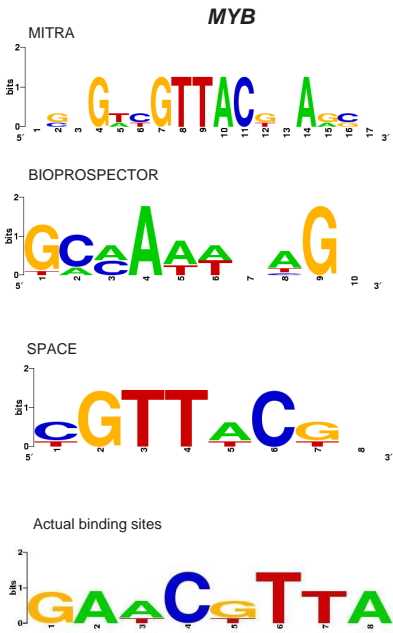 MYB
MITRA
2
bits
1
0
1 2 3 4 5 6 7 8 9 10 11 12 13 14 15 16 17
5′ 3′
BIOPROSPECTOR
2
bits
1
0
1 2 3 4 5 6 7 8 9 10
5′ 3′
SPACE
2
bits
1
0
1 2 3 4 5 6 7 8
5′ 3′
Actual binding sites
2
bits
1
GAACGTTA
0
1 2 3 4 5 6 7 8